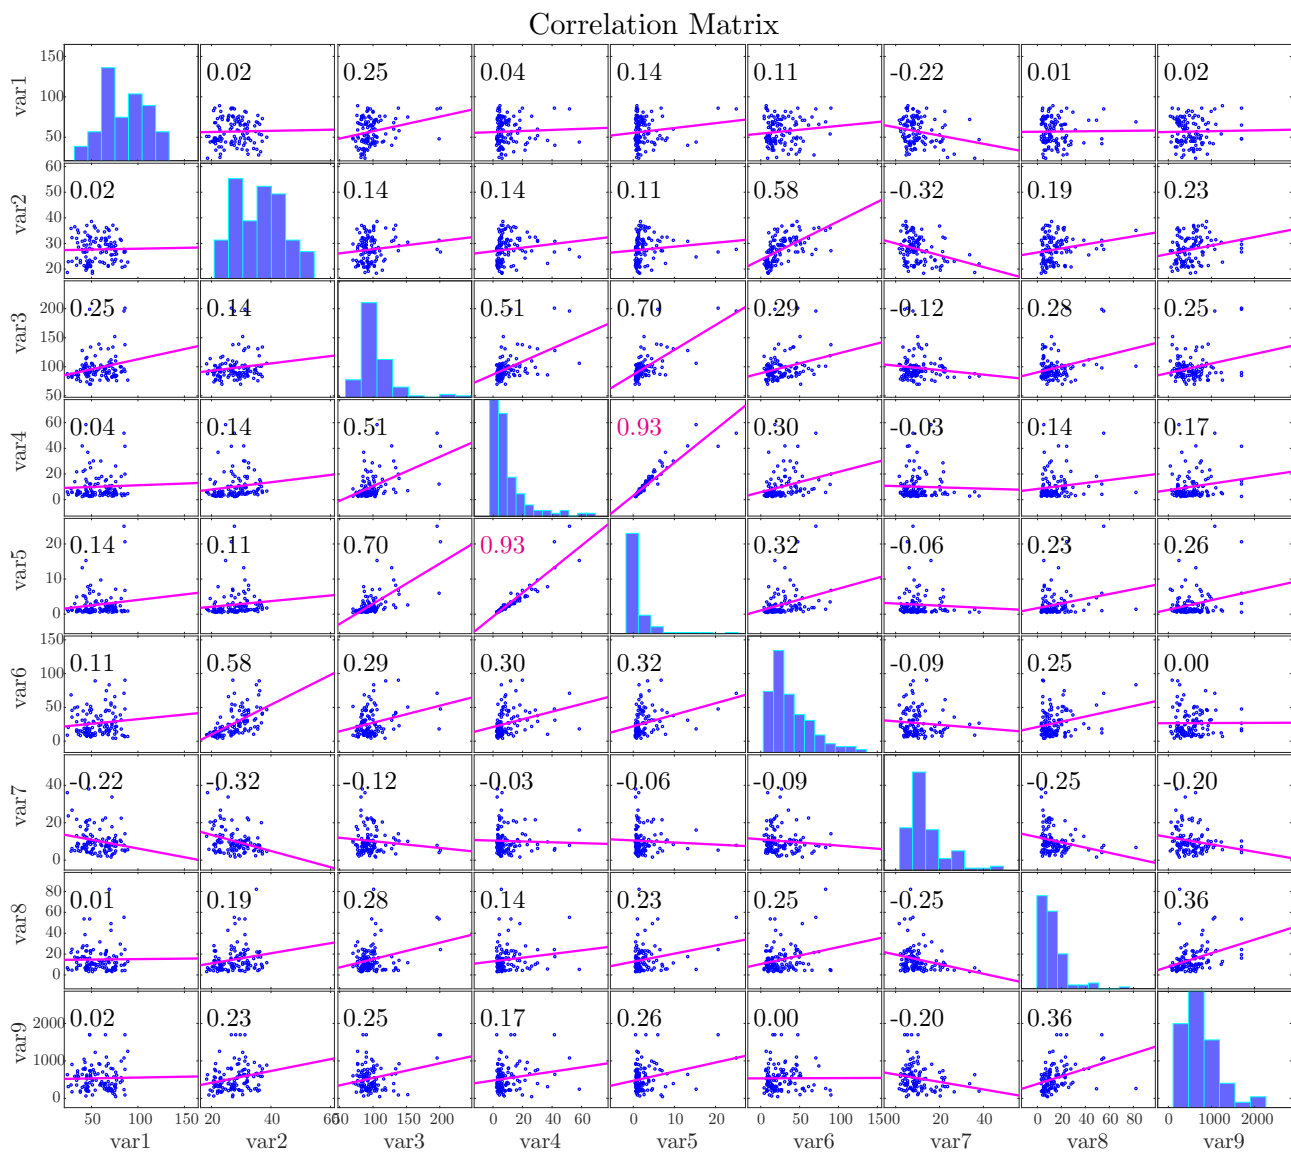 Correlation Matrix
var1 150 100 50 0.02 0.25 0.04 0.14 0.11 -0.22 0.01 0.02
var2 60 50 40 30 20 0.02 0.14 0.14 0.11 0.58 -0.32 0.19 0.23
var3 200 150 100 50 0.25 0.14 0.51 0.70 0.29 -0.12 0.28 0.25
var4 60 40 20 0 0.04 0.14 0.51 0.93 0.30 -0.03 0.14 0.17
var5 20 10 0 0.14 0.11 0.70 0.93 0.32 -0.06 0.23 0.26
var6 150 100 50 0 0.11 0.58 0.29 0.30 0.32 -0.09 0.25 0.00
var7 40 20 0 -0.22 -0.32 -0.12 -0.03 -0.06 -0.09 -0.25 -0.20
var8 80 60 40 20 0 0.01 0.19 0.28 0.14 0.23 0.25 -0.25 0.36
var9 2000 1000 0 0.02 0.23 0.25 0.17 0.26 0.00 -0.20 0.36
50 100 150 20 40 100 200 0 20 40 60 0 10 20 0 50 100 20 40 0 20 40 60 80 0 1000 2000
var1 var2 var3 var4 var5 var6 var7 var8 var9